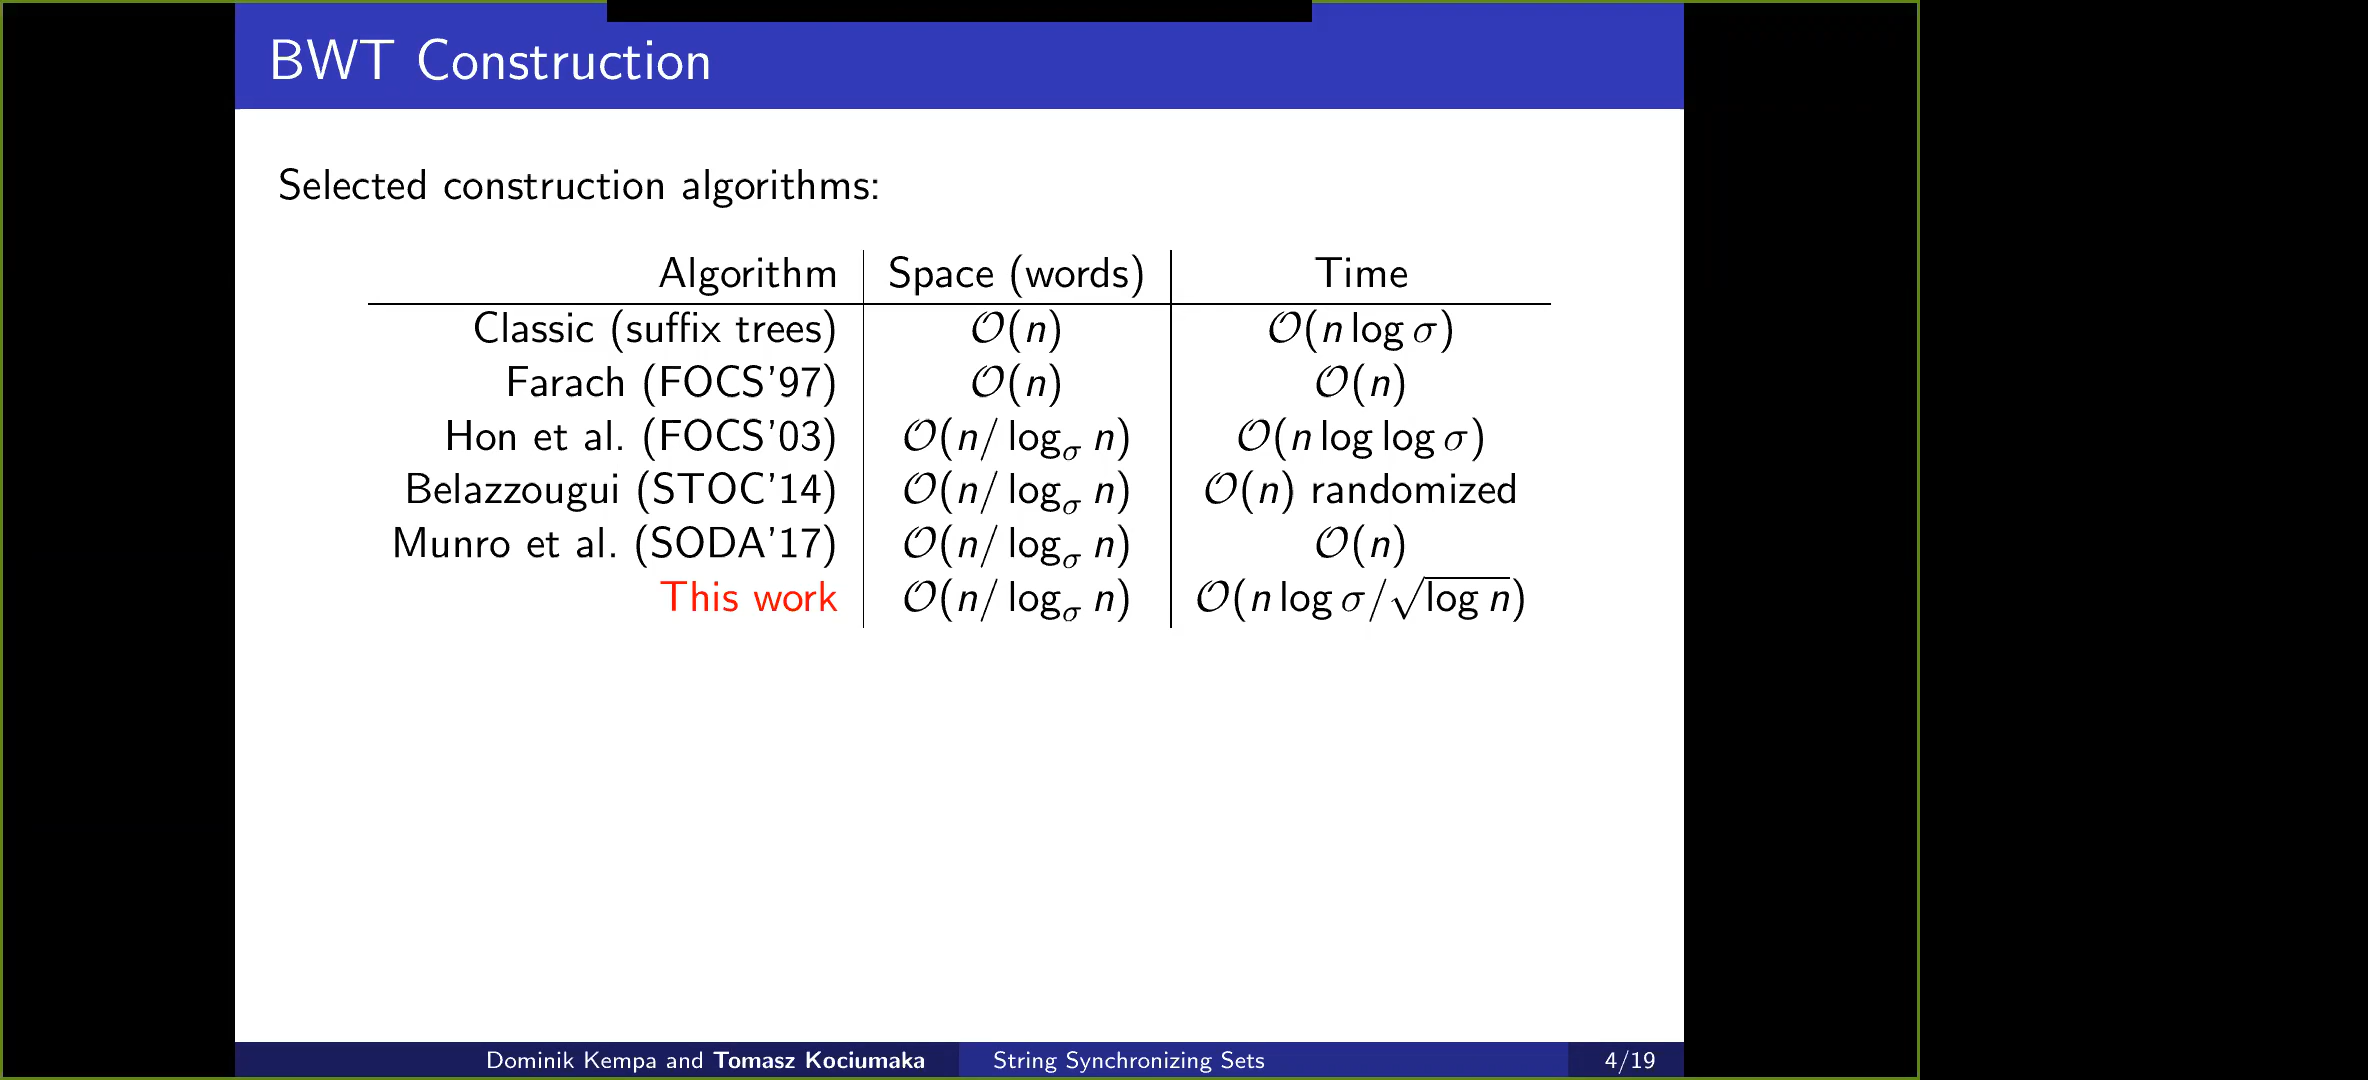 BWT Construction
Selected construction algorithms:
Algorithm Space (words) Time
Classic (suffix trees) O(n) O(n log σ)
Farach (FOCS'97) O(n) O(n)
Hon et al. (FOCS'03) O(n/ log_σ n) O(n log log σ)
Belazzougui (STOC'14) O(n/ log_σ n) O(n) randomized
Munro et al. (SODA'17) O(n/ log_σ n) O(n)
This work O(n/ log_σ n) O(n log σ/√log n)
Dominik Kempa and Tomasz Kociumaka String Synchronizing Sets 4/19